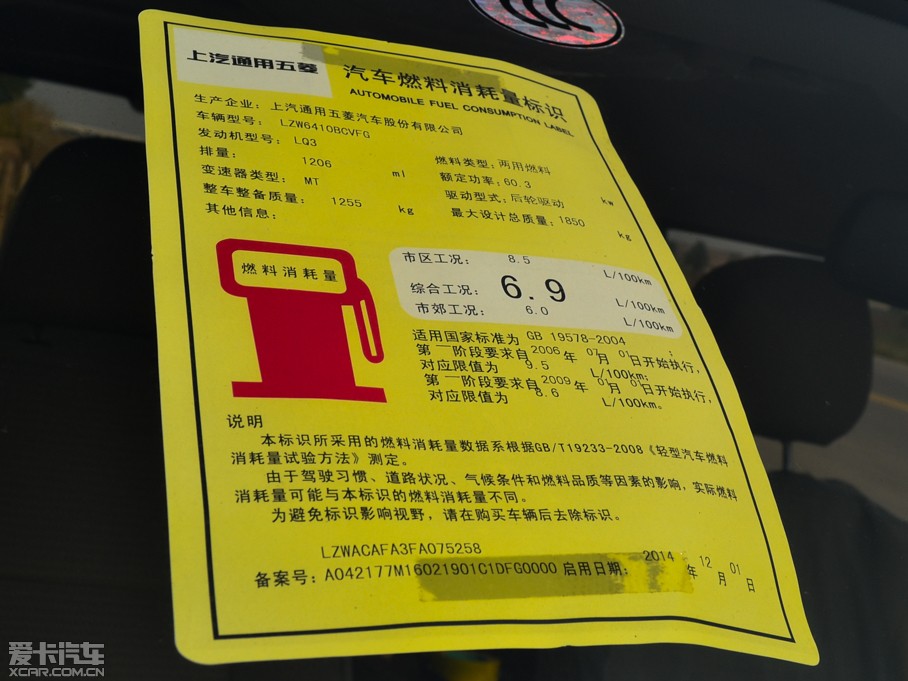 上汽通用五菱
汽车燃料消耗量标识
AUTOMOBILE FUEL CONSUMPTION LABEL
生产企业: 上汽通用五菱汽车股份有限公司
车辆型号: LZW6410BCVFG
发动机型号: LQ3
燃料类型: 两用燃料
排量: 1206 ml
额定功率: 60.3 kw
变速器类型: MT
驱动型式: 后轮驱动
整车整备质量: 1255 kg
最大设计总质量: 1850 kg
其他信息:
燃料消耗量
市区工况: 8.5 L/100km
综合工况: 6.9 L/100km
市郊工况: 6.0 L/100km
适用国家标准为 GB 19578-2004 ;
第一阶段要求自2006年 07月 01日开始执行,
对应限值为 9.5 L/100km;
第二阶段要求自2009年 01月 01日开始执行,
对应限值为 8.6 L/100km。
说明
本标识所采用的燃料消耗量数据系根据GB/T19233-2008《轻型汽车燃料
消耗量试验方法》测定。
由于驾驶习惯、道路状况、气候条件和燃料品质等因素的影响,实际燃料
消耗量可能与本标识的燃料消耗量不同。
为避免标识影响视野,请在购买车辆后去除标识。
LZWACAFA3FA075258
备案号: A042177M16021901C1DFG0000 启用日期: 2014年 12月 01日
爱卡汽车
XCAR.COM.CN